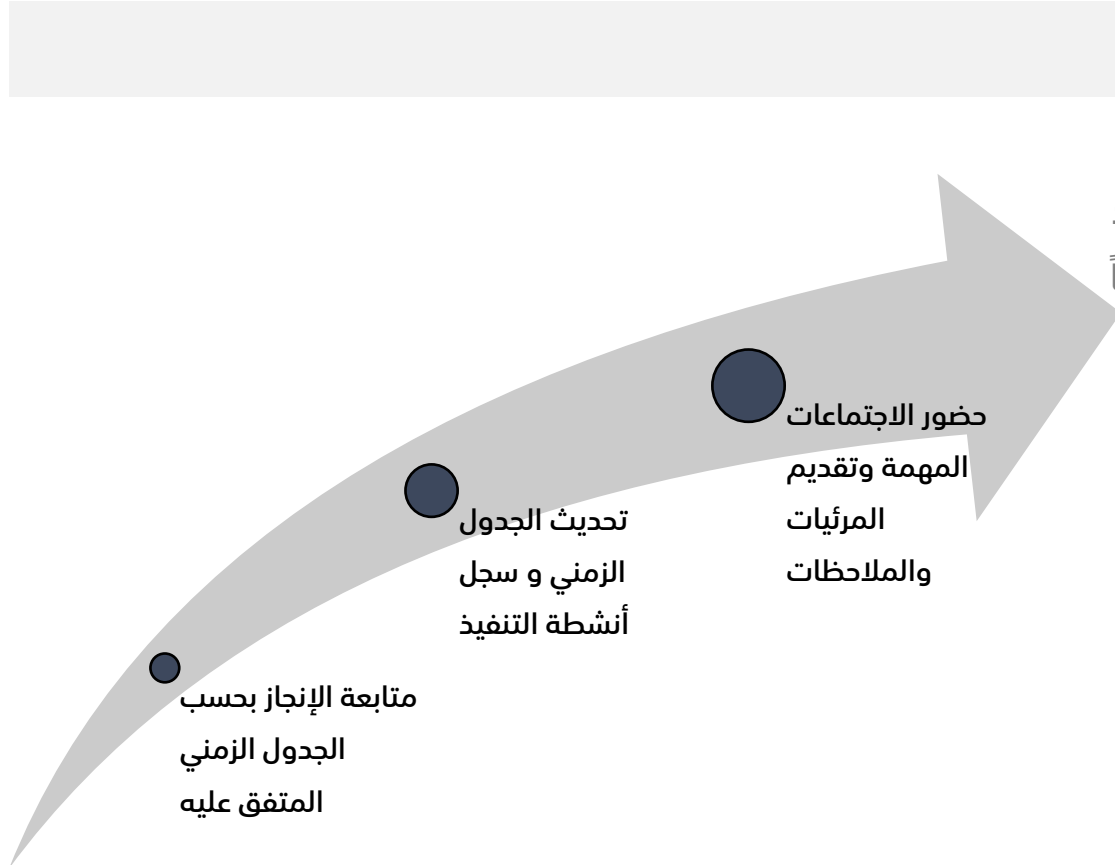 متابعة الإنجاز بحسب
الجدول الزمني
المتفق عليه
تحديث الجدول
الزمني و سجل
أنشطة التنفيذ
حضور الاجتماعات
المهمة وتقديم
المرئيات
والملاحظات